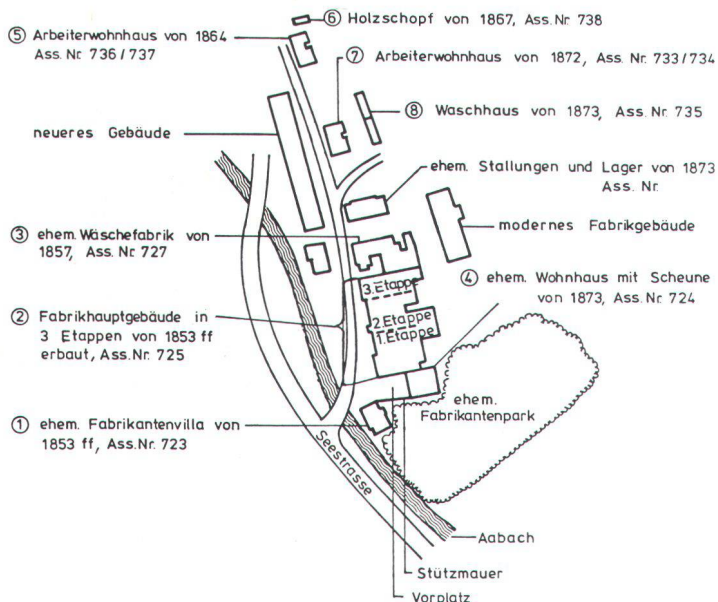 ⑥ Holzschopf von 1867, Ass. Nr. 738
⑤ Arbeiterwohnhaus von 1864
Ass. Nr. 736/737
⑦ Arbeiterwohnhaus von 1872, Ass. Nr. 733/734
⑧ Waschhaus von 1873, Ass. Nr. 735
neueres Gebäude
ehem. Stallungen und Lager von 1873
Ass. Nr.
modernes Fabrikgebäude
③ ehem. Wäschefabrik von
1857, Ass. Nr. 727
④ ehem. Wohnhaus mit Scheune
von 1873, Ass. Nr. 724
3. Etappe
2. Etappe
1. Etappe
② Fabrikhauptgebäude in
3 Etappen von 1853 ff
erbaut, Ass. Nr. 725
ehem.
Fabrikantenpark
① ehem. Fabrikantenvilla von
1853 ff, Ass. Nr. 723
Seestrasse
Aabach
Stützmauer
Vorplatz